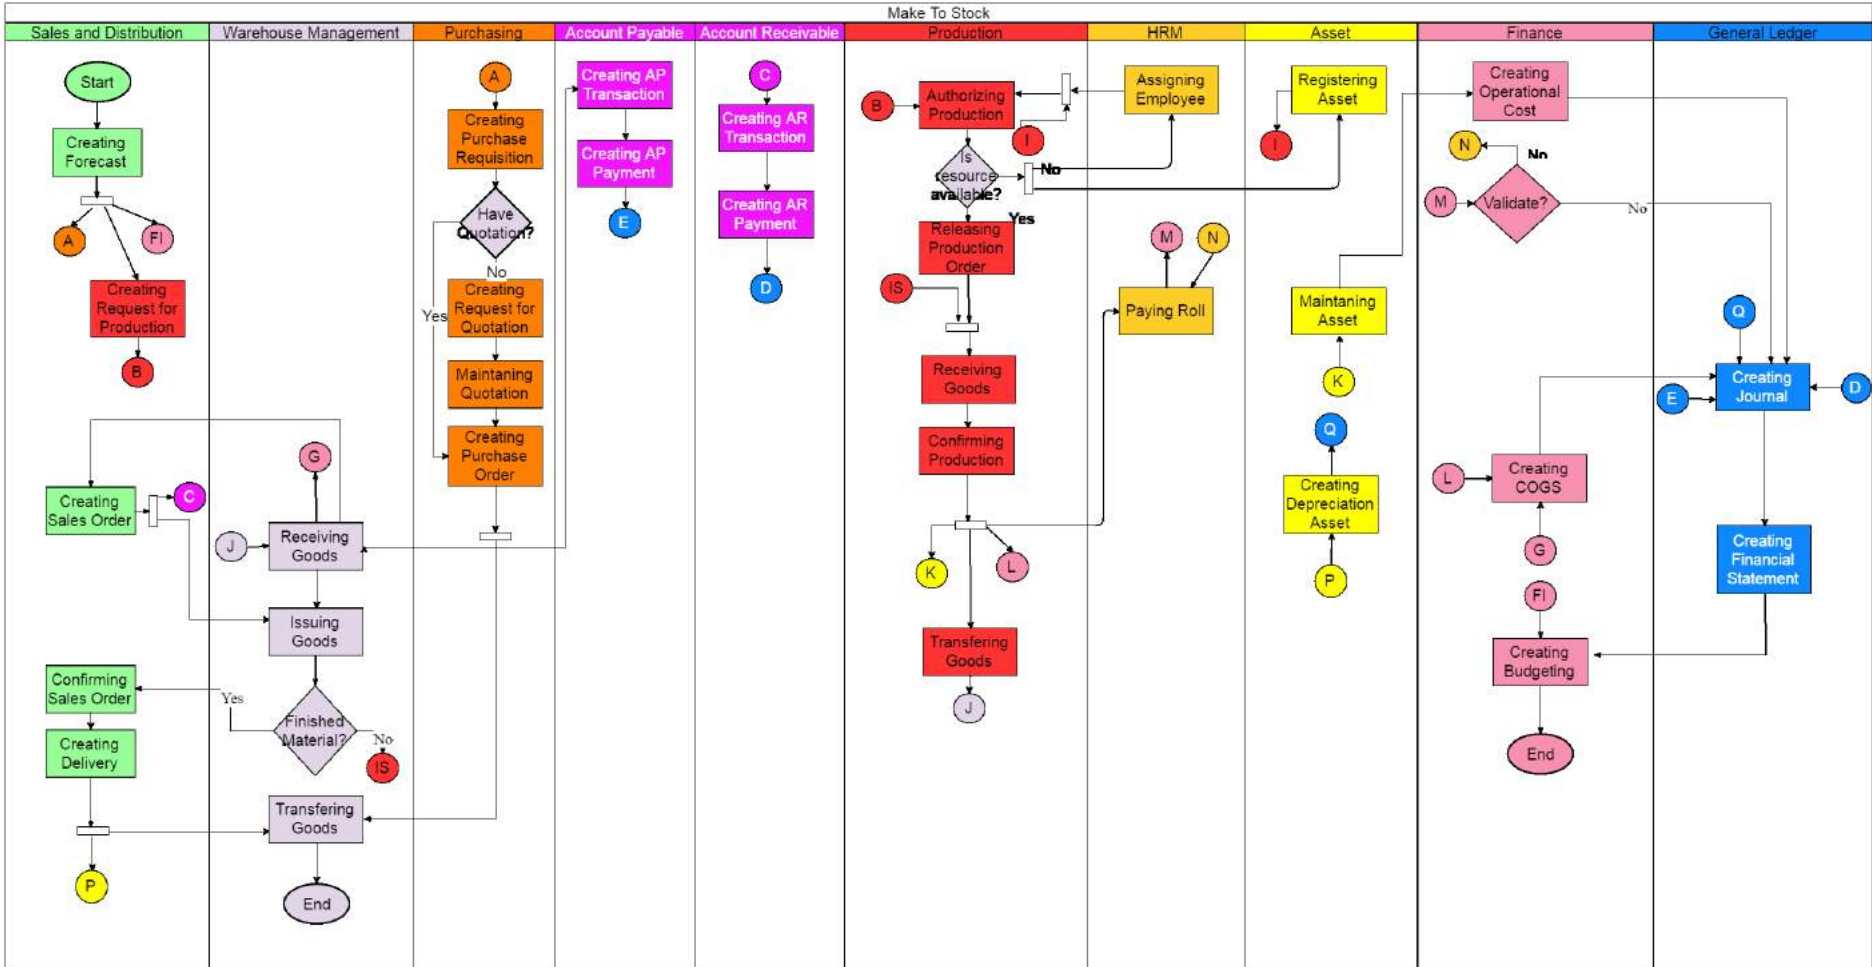 Make To Stock
Sales and Distribution
Warehouse Management
Purchasing
Account Payable
Account Receivable
Production
HRM
Asset
Finance
General Ledger
Start
Creating
Forecast
A
FI
Creating
Request for
Production
B
Creating
Sales Order
C
Confirming
Sales Order
Creating
Delivery
P
G
J
Receiving
Goods
Issuing
Goods
Yes
Finished
Material?
No
IS
Transfering
Goods
End
A
Creating
Purchase
Requisition
Have
Quotation?
No
Yes
Creating
Request for
Quotation
Maintaning
Quotation
Creating
Purchase
Order
Creating AP
Transaction
Creating AP
Payment
E
C
Creating AR
Transaction
Creating AR
Payment
D
B
Authorizing
Production
I
Is
resource
available?
No
Yes
Releasing
Production
Order
IS
Receiving
Goods
Confirming
Production
K
L
Transfering
Goods
J
Assigning
Employee
M
N
Paying Roll
Registering
Asset
I
Maintaning
Asset
K
Q
Creating
Depreciation
Asset
P
Creating
Operational
Cost
N
No
M
Validate?
No
L
Creating
COGS
G
FI
Creating
Budgeting
End
Q
Creating
Journal
E
D
Creating
Financial
Statement